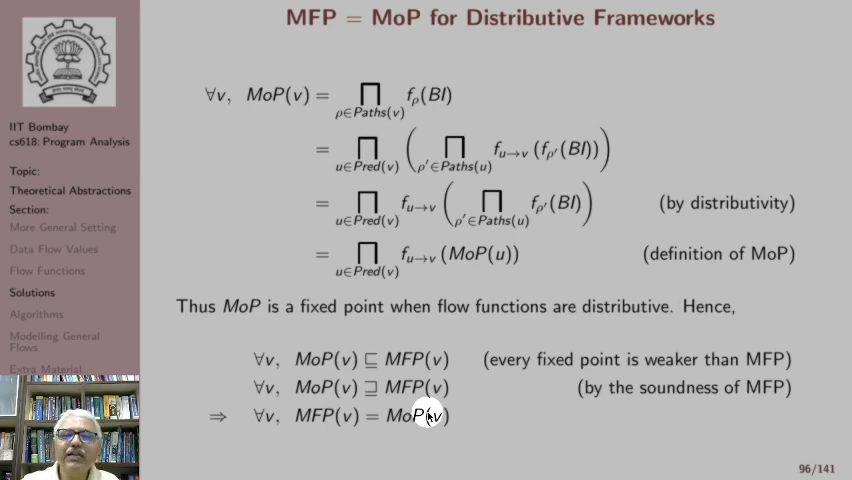 MFP = MoP for Distributive Frameworks
IIT Bombay
cs618: Program Analysis
Topic:
Theoretical Abstractions
Section:
More General Setting
Data Flow Values
Flow Functions
Solutions
Algorithms
Modelling General
Flows
Extra Material
∀v, MoP(v) = ⨅_{ρ∈Paths(v)} f_ρ(BI)
= ⨅_{u∈Pred(v)} ( ⨅_{ρ′∈Paths(u)} f_{u→v} (f_{ρ′}(BI)) )
= ⨅_{u∈Pred(v)} f_{u→v} ( ⨅_{ρ′∈Paths(u)} f_{ρ′}(BI) ) (by distributivity)
= ⨅_{u∈Pred(v)} f_{u→v} (MoP(u)) (definition of MoP)
Thus MoP is a fixed point when flow functions are distributive. Hence,
∀v, MoP(v) ⊑ MFP(v) (every fixed point is weaker than MFP)
∀v, MoP(v) ⊒ MFP(v) (by the soundness of MFP)
⇒ ∀v, MFP(v) = MoP(v)
96/141